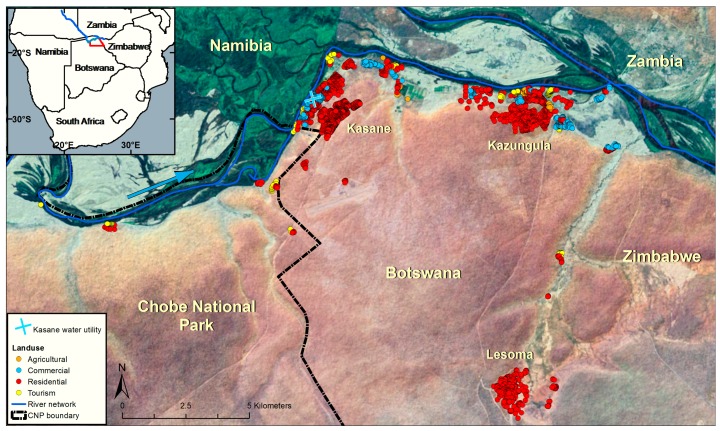 Zambia
Namibia
Zimbabwe
Botswana
South Africa
20°S
30°S
20°E
30°E
Namibia
Zambia
Kasane
Kazungula
Zimbabwe
Botswana
Chobe National
Park
Lesoma
Kasane water utility
Landuse
Agricultural
Commercial
Residential
Tourism
River network
CNP boundary
N
0 2.5 5 Kilometers